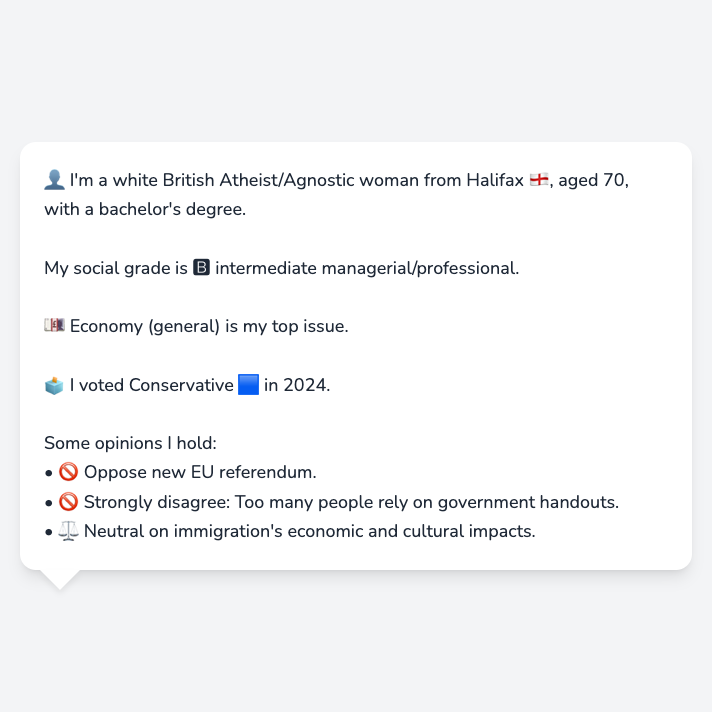 👤 I'm a white British Atheist/Agnostic woman from Halifax 🏴󠁧󠁢󠁥󠁮󠁧󠁿, aged 70,
with a bachelor's degree.
My social grade is 🅱 intermediate managerial/professional.
💷 Economy (general) is my top issue.
🗳️ I voted Conservative 🟦 in 2024.
Some opinions I hold:
• 🚫 Oppose new EU referendum.
• 🚫 Strongly disagree: Too many people rely on government handouts.
• ⚖️ Neutral on immigration's economic and cultural impacts.